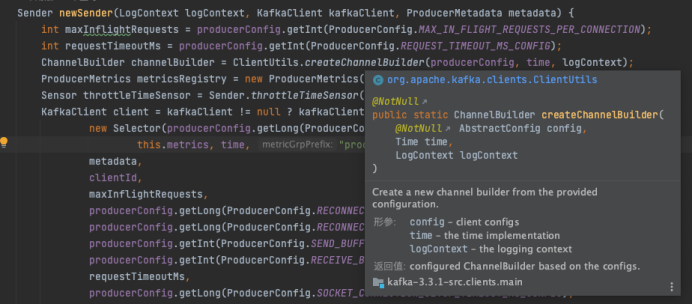 Sender newSender(LogContext logContext, KafkaClient kafkaClient, ProducerMetadata metadata) {
int maxInflightRequests = producerConfig.getInt(ProducerConfig.MAX_IN_FLIGHT_REQUESTS_PER_CONNECTION);
int requestTimeoutMs = producerConfig.getInt(ProducerConfig.REQUEST_TIMEOUT_MS_CONFIG);
ChannelBuilder channelBuilder = ClientUtils.createChannelBuilder(producerConfig, time, logContext);
ProducerMetrics metricsRegistry = new ProducerMetrics(
Sensor throttleTimeSensor = Sender.throttleTimeSensor(
KafkaClient client = kafkaClient != null ? kafkaClient
new Selector(producerConfig.getLong(ProducerCo
this.metrics, time, metricGrpPrefix: "pro
metadata,
clientId,
maxInflightRequests,
producerConfig.getLong(ProducerConfig.RECONNEC
producerConfig.getLong(ProducerConfig.RECONNEC
producerConfig.getInt(ProducerConfig.SEND_BUFF
producerConfig.getInt(ProducerConfig.RECEIVE_B
requestTimeoutMs,
producerConfig.getLong(ProducerConfig.SOCKET_C
org.apache.kafka.clients.ClientUtils
@NotNull
public static ChannelBuilder createChannelBuilder(
@NotNull AbstractConfig config,
Time time,
LogContext logContext
)
Create a new channel builder from the provided
configuration.
形参: config – client configs
time – the time implementation
logContext – the logging context
返回值: configured ChannelBuilder based on the configs.
kafka-3.3.1-src.clients.main